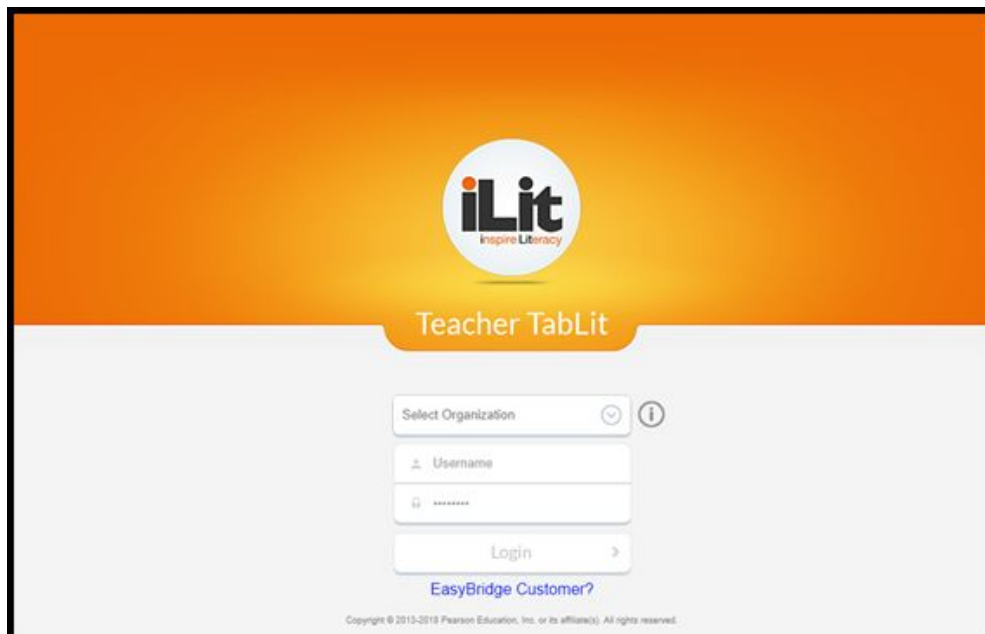 iLit
inspire Literacy
Teacher TabLit
Select Organization
Username
••••••••
Login
EasyBridge Customer?
Copyright © 2013-2018 Pearson Education, Inc. or its affiliate(s). All rights reserved.